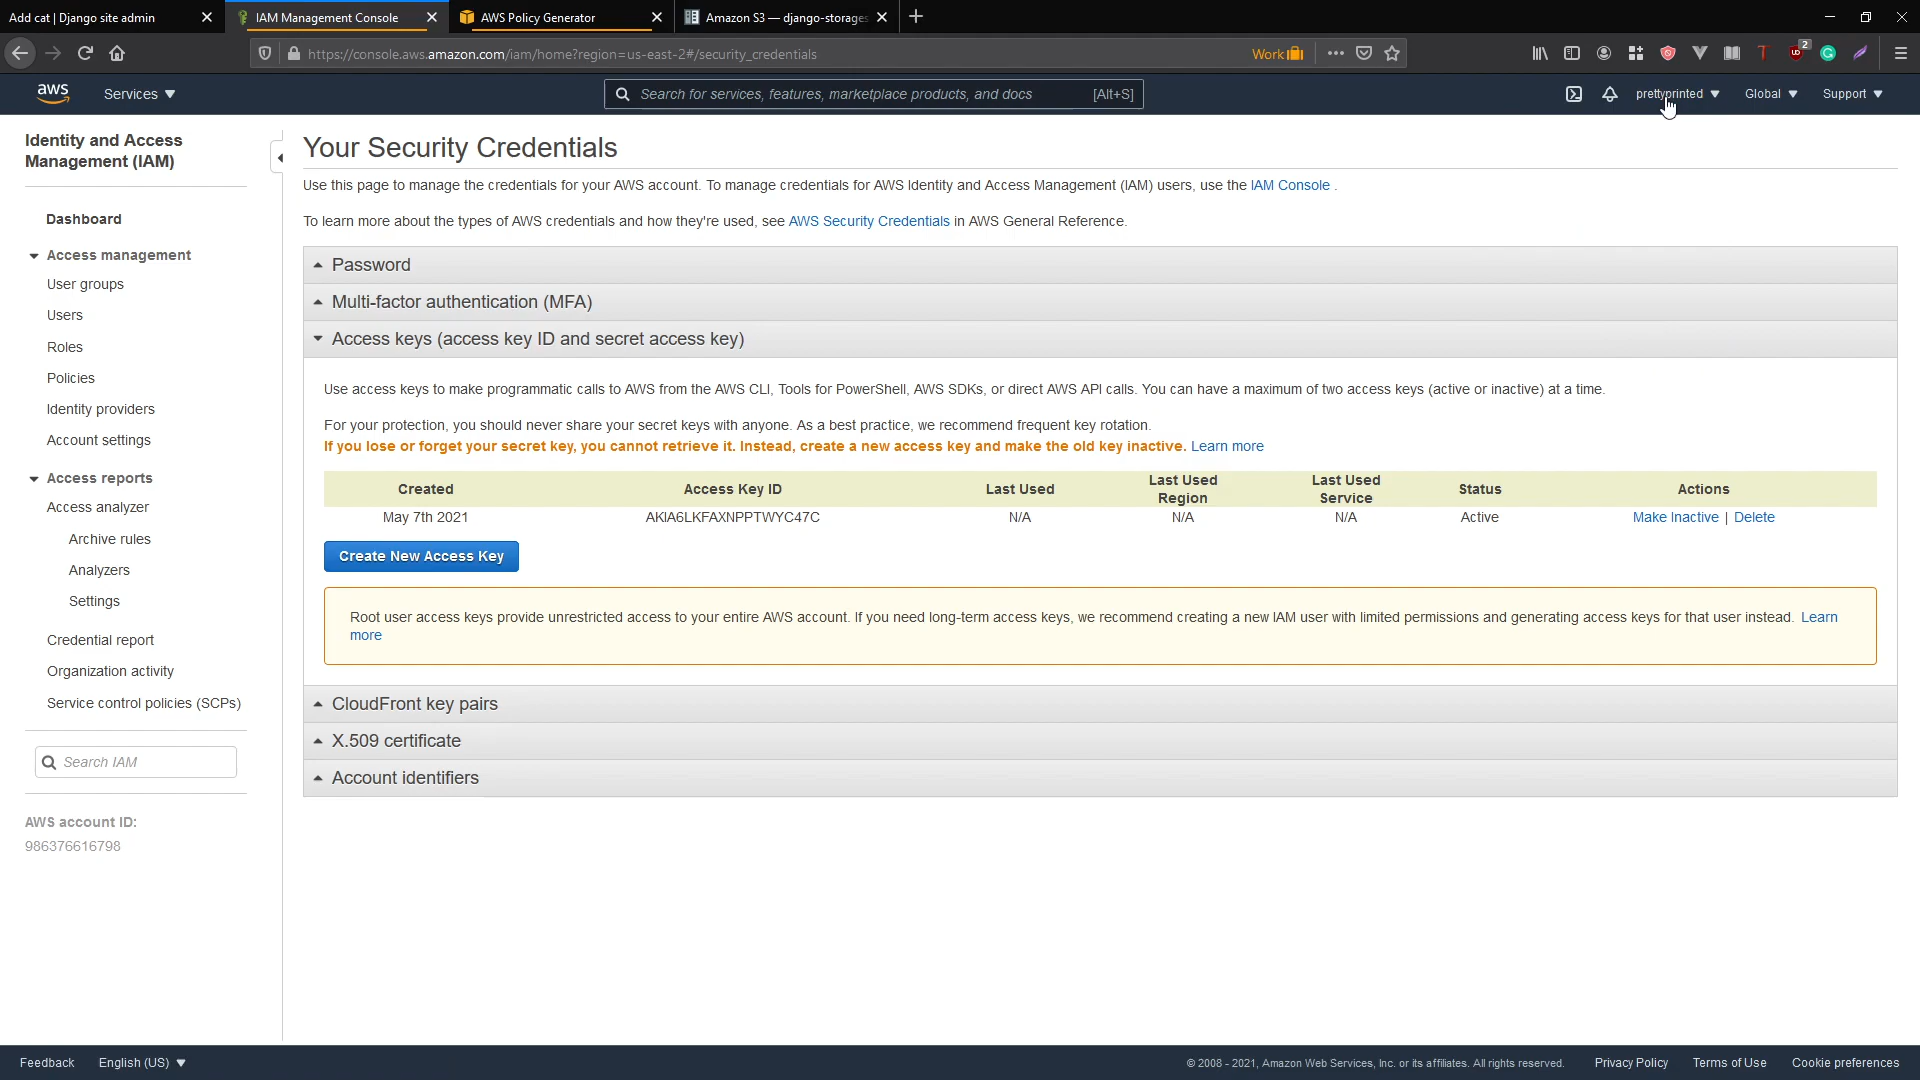 Add cat | Django site admin
IAM Management Console
AWS Policy Generator
Amazon S3 — django-storages
https://console.aws.amazon.com/iam/home?region=us-east-2#/security_credentials
Work
2
aws
Services
Search for services, features, marketplace products, and docs
[Alt+S]
prettyprinted
Global
Support
Identity and Access
Management (IAM)
Dashboard
Access management
User groups
Users
Roles
Policies
Identity providers
Account settings
Access reports
Access analyzer
Archive rules
Analyzers
Settings
Credential report
Organization activity
Service control policies (SCPs)
Search IAM
AWS account ID:
986376616798
Your Security Credentials
Use this page to manage the credentials for your AWS account. To manage credentials for AWS Identity and Access Management (IAM) users, use the IAM Console .
To learn more about the types of AWS credentials and how they're used, see AWS Security Credentials in AWS General Reference.
Password
Multi-factor authentication (MFA)
Access keys (access key ID and secret access key)
Use access keys to make programmatic calls to AWS from the AWS CLI, Tools for PowerShell, AWS SDKs, or direct AWS API calls. You can have a maximum of two access keys (active or inactive) at a time.
For your protection, you should never share your secret keys with anyone. As a best practice, we recommend frequent key rotation.
If you lose or forget your secret key, you cannot retrieve it. Instead, create a new access key and make the old key inactive. Learn more
Created Access Key ID Last Used Last Used Region Last Used Service Status Actions
May 7th 2021 AKIA6LKFAXNPPTWYC47C N/A N/A N/A Active Make Inactive | Delete
Create New Access Key
Root user access keys provide unrestricted access to your entire AWS account. If you need long-term access keys, we recommend creating a new IAM user with limited permissions and generating access keys for that user instead. Learn
more
CloudFront key pairs
X.509 certificate
Account identifiers
Feedback
English (US)
© 2008 - 2021, Amazon Web Services, Inc. or its affiliates. All rights reserved.
Privacy Policy
Terms of Use
Cookie preferences